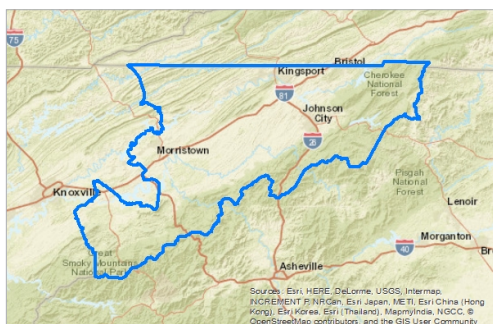 75
Bristol
Kingsport
Cherokee
National
Forest
81
Johnson
City
26
Morristown
Pisgah
National
Forest
Knoxville
Lenoir
Morganton
Great
Smoky Mountains
National Park
40
Asheville
Sources: Esri, HERE, DeLorme, USGS, Intermap,
INCREMENT P, NRCan, Esri Japan, METI, Esri China (Hong
Kong), Esri Korea, Esri (Thailand), MapmyIndia, NGCC, ©
OpenStreetMap contributors, and the GIS User Community